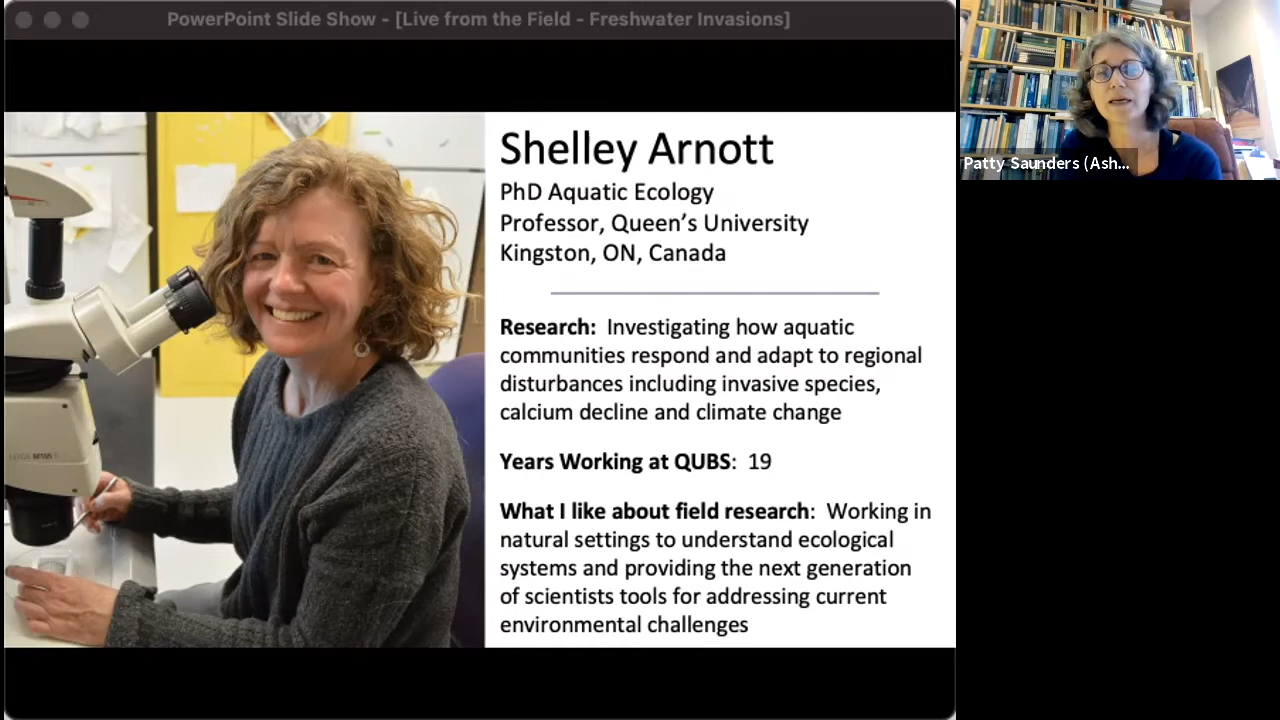 PowerPoint Slide Show - [Live from the Field - Freshwater Invasions]
Shelley Arnott
PhD Aquatic Ecology
Professor, Queen’s University
Kingston, ON, Canada
Research:  Investigating how aquatic
communities respond and adapt to regional
disturbances including invasive species,
calcium decline and climate change
Years Working at QUBS:  19
What I like about field research:  Working in
natural settings to understand ecological
systems and providing the next generation
of scientists tools for addressing current
environmental challenges
Patty Saunders (Ash...